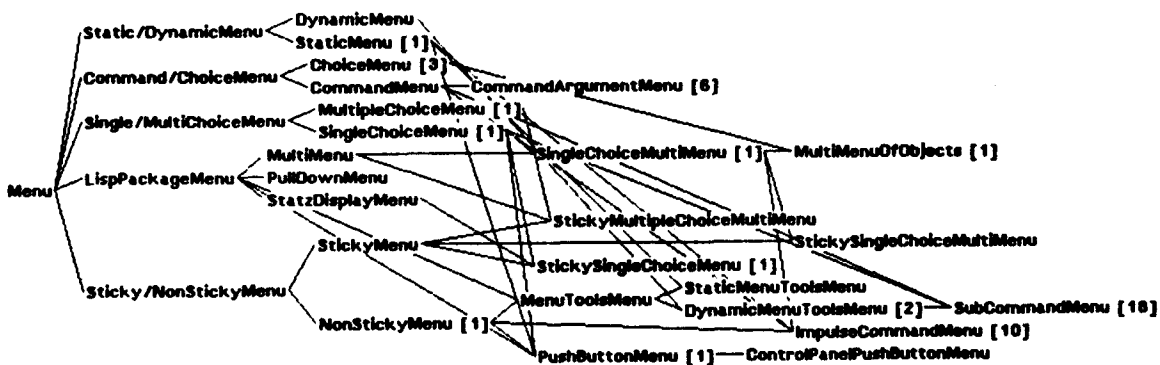 DynamicMenu
Static/DynamicMenu
StaticMenu [1]
ChoiceMenu [3]
Command/ChoiceMenu
CommandMenu
CommandArgumentMenu [6]
MultipleChoiceMenu [1]
Single/MultiChoiceMenu
SingleChoiceMenu [1]
MultiMenu
SingleChoiceMultiMenu [1]
MultiMenuOfObjects [1]
Menu
LispPackageMenu
PullDownMenu
StatzDisplayMenu
StickyMultipleChoiceMultiMenu
StickyMenu
StickySingleChoiceMultiMenu
StickySingleChoiceMenu [1]
Sticky/NonStickyMenu
StaticMenuToolsMenu
MenuToolsMenu
DynamicMenuToolsMenu [2]
SubCommandMenu [18]
NonStickyMenu [1]
ImpulseCommandMenu [10]
PushButtonMenu [1]
ControlPanelPushButtonMenu